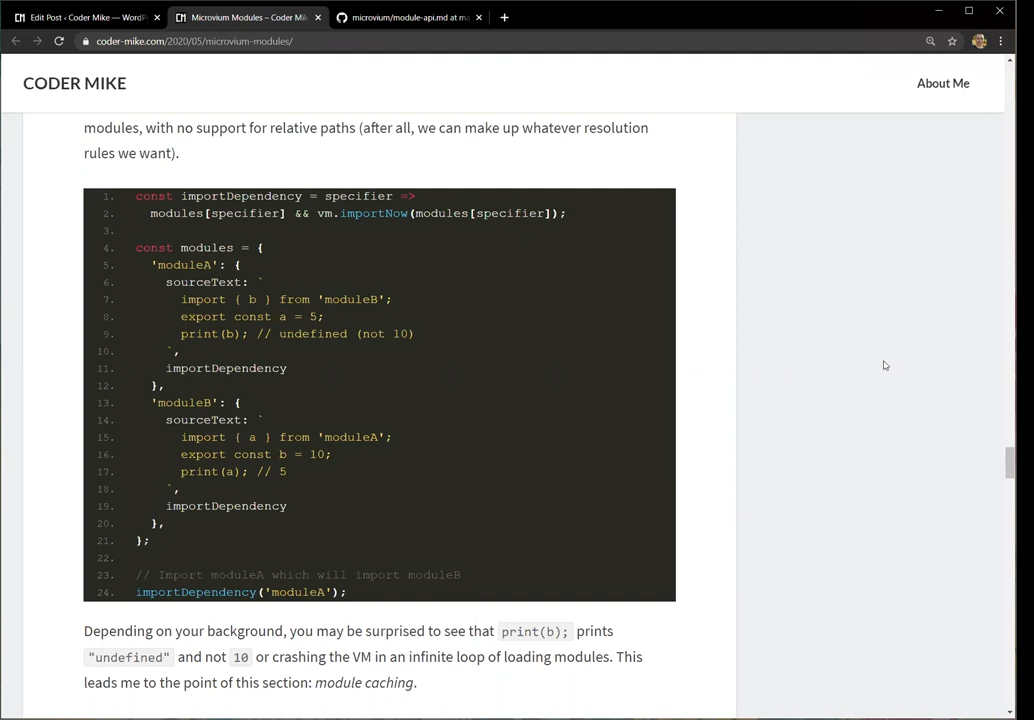 Edit Post ‹ Coder Mike — WordP
Microvium Modules – Coder Mik
microvium/module-api.md at ma
coder-mike.com/2020/05/microvium-modules/
CODER MIKE
About Me
modules, with no support for relative paths (after all, we can make up whatever resolution
rules we want).
1. const importDependency = specifier =>
2. modules[specifier] && vm.importNow(modules[specifier]);
3.
4. const modules = {
5. 'moduleA': {
6. sourceText: `
7. import { b } from 'moduleB';
8. export const a = 5;
9. print(b); // undefined (not 10)
10. `,
11. importDependency
12. },
13. 'moduleB': {
14. sourceText: `
15. import { a } from 'moduleA';
16. export const b = 10;
17. print(a); // 5
18. `,
19. importDependency
20. },
21. };
22.
23. // Import moduleA which will import moduleB
24. importDependency('moduleA');
Depending on your background, you may be surprised to see that print(b); prints
"undefined" and not 10 or crashing the VM in an infinite loop of loading modules. This
leads me to the point of this section: module caching.